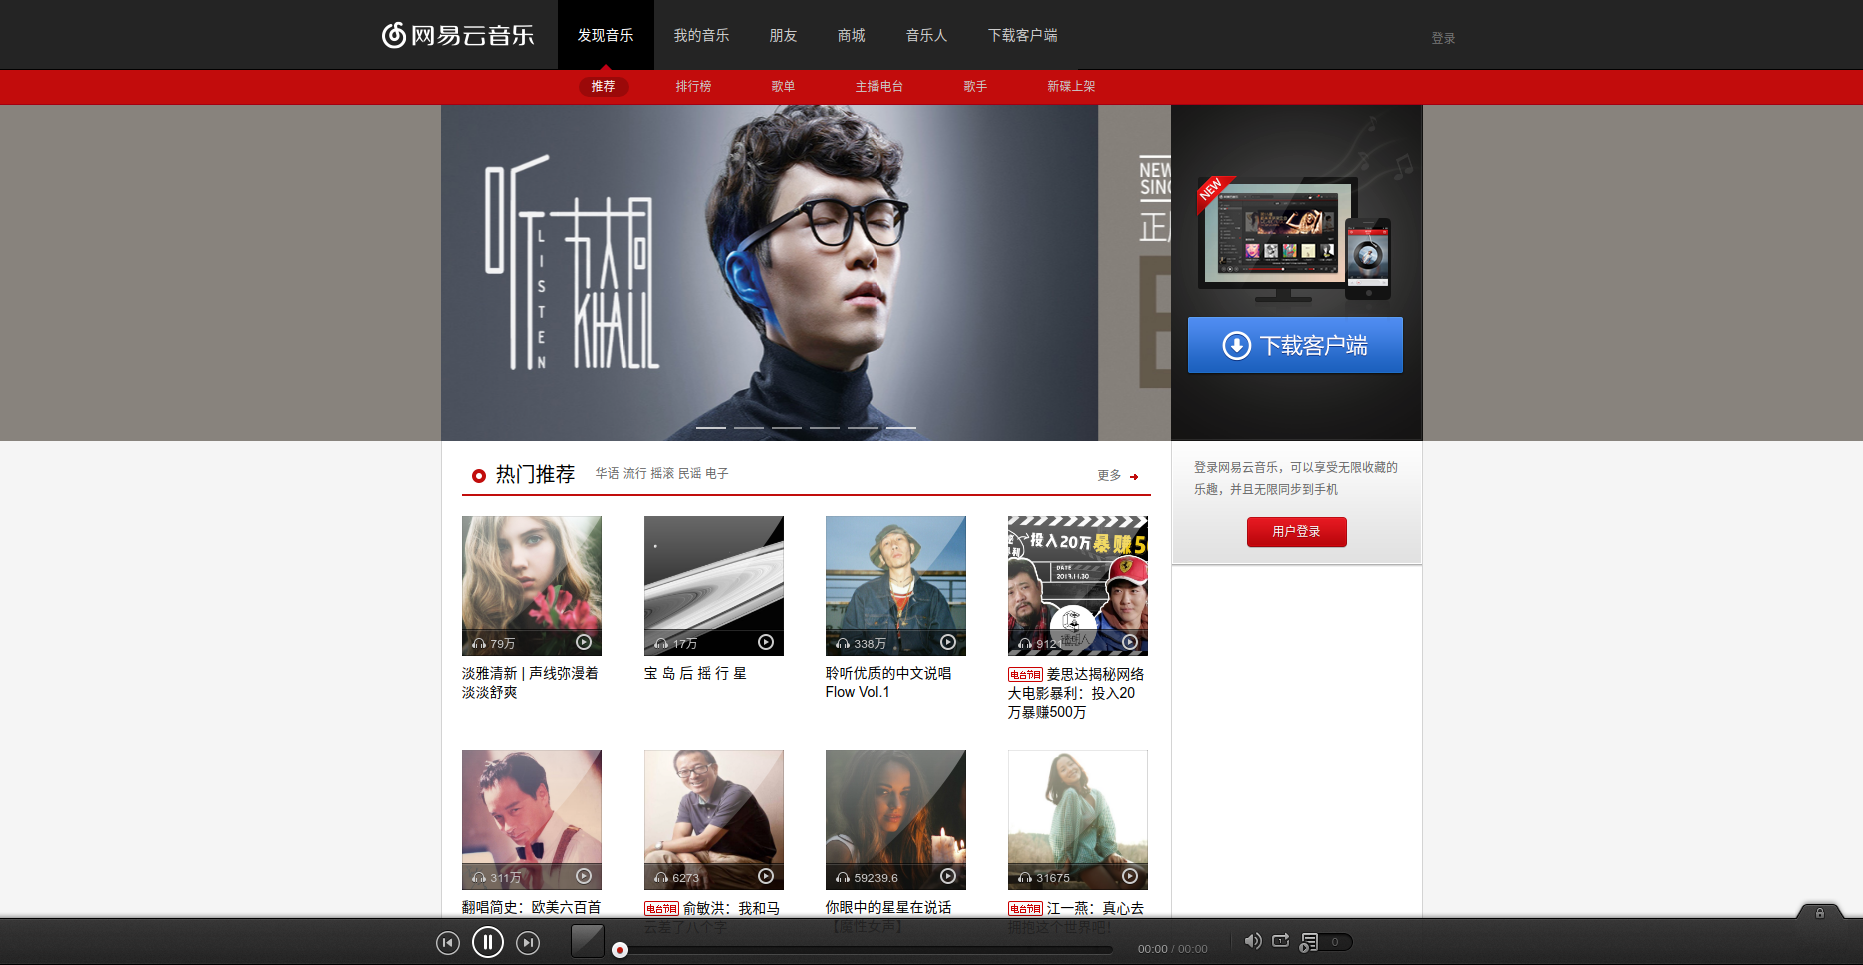 网易云音乐
发现音乐 我的音乐 朋友 商城 音乐人 下载客户端
登录
推荐 排行榜 歌单 主播电台 歌手 新碟上架
听
LISTEN
方大同
KHALIL
NEW
正
NEW
下载客户端
热门推荐 华语 流行 摇滚 民谣 电子
更多
登录网易云音乐，可以享受无限收藏的
乐趣，并且无限同步到手机
用户登录
投入20万暴赚5
DATE
2019.11.30
79万
17万
338万
9121
淡雅清新 | 声线弥漫着
淡淡舒爽
宝 岛 后 摇 行 星
聆听优质的中文说唱
Flow Vol.1
电台节目 姜思达揭秘网络
大电影暴利：投入20
万暴赚500万
311万
6273
59239.6
31675
翻唱简史：欧美六百首
电台节目 俞敏洪：我和马
云差了八个字
你眼中的星星在说话
【魔性女声】
电台节目 江一燕：真心去
拥抱这个世界吧！
00:00 / 00:00
0